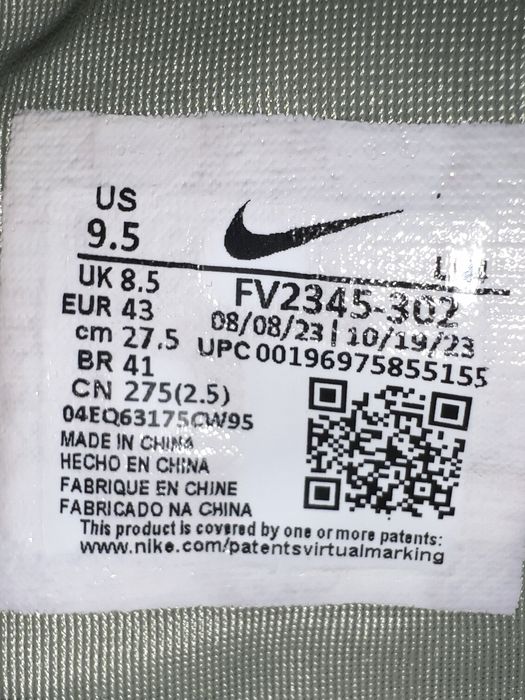 US
9.5
UK 8.5
EUR 43
cm 27.5
BR 41
CN 275(2.5)
04EQ63175CW95
MADE IN CHINA
HECHO EN CHINA
FABRIQUE EN CHINE
FABRICADO NA CHINA
FV2345-302
08/08/23 | 10/19/23
UPC 00196975855155
This product is covered by one or more patents:
www.nike.com/patentsvirtualmarking